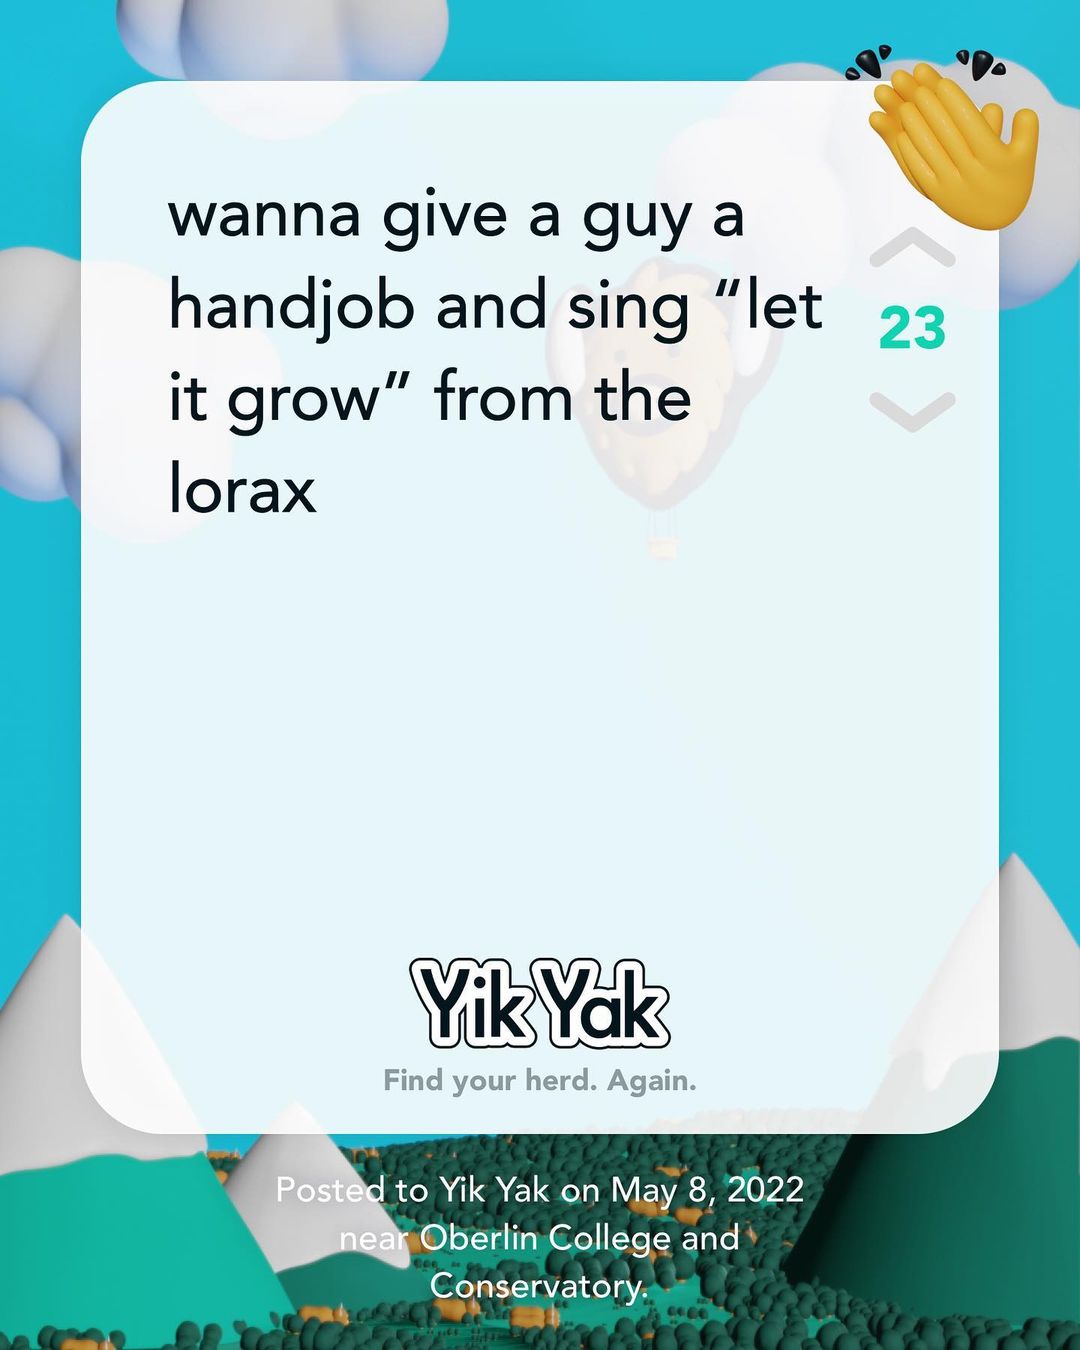 wanna give a guy a
handjob and sing “let
it grow” from the
lorax
23
Yik Yak
Find your herd. Again.
Posted to Yik Yak on May 8, 2022
near Oberlin College and
Conservatory.